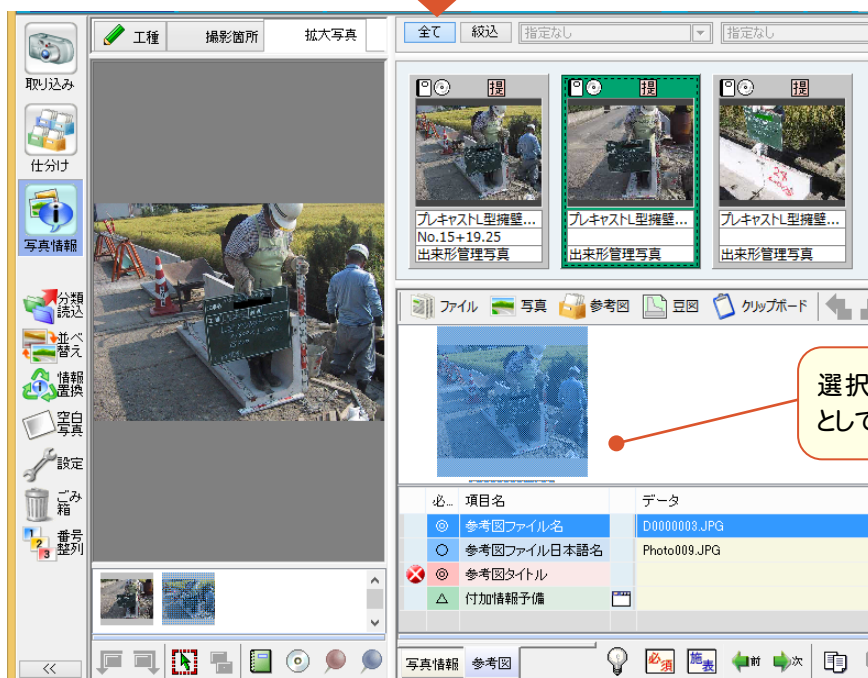 取り込み
仕分け
写真情報
分類
読込
並べ
替え
情報
置換
空白
写真
設定
ごみ
箱
番号
整列
<<
工種
撮影箇所
拡大写真
全て
絞込
指定なし
指定なし
提
提
提
プレキャストL型擁壁...
No.15+19.25
出来形管理写真
プレキャストL型擁壁...
出来形管理写真
プレキャストL型擁壁...
出来形管理写真
ファイル
写真
参考図
豆図
クリップボード
選択
として
必... 項目名 データ
◎ 参考図ファイル名 D0000003.JPG
○ 参考図ファイル日本語名 Photo009.JPG
◎ 参考図タイトル
△ 付加情報予備
写真情報
参考図
必須
施表
前
次